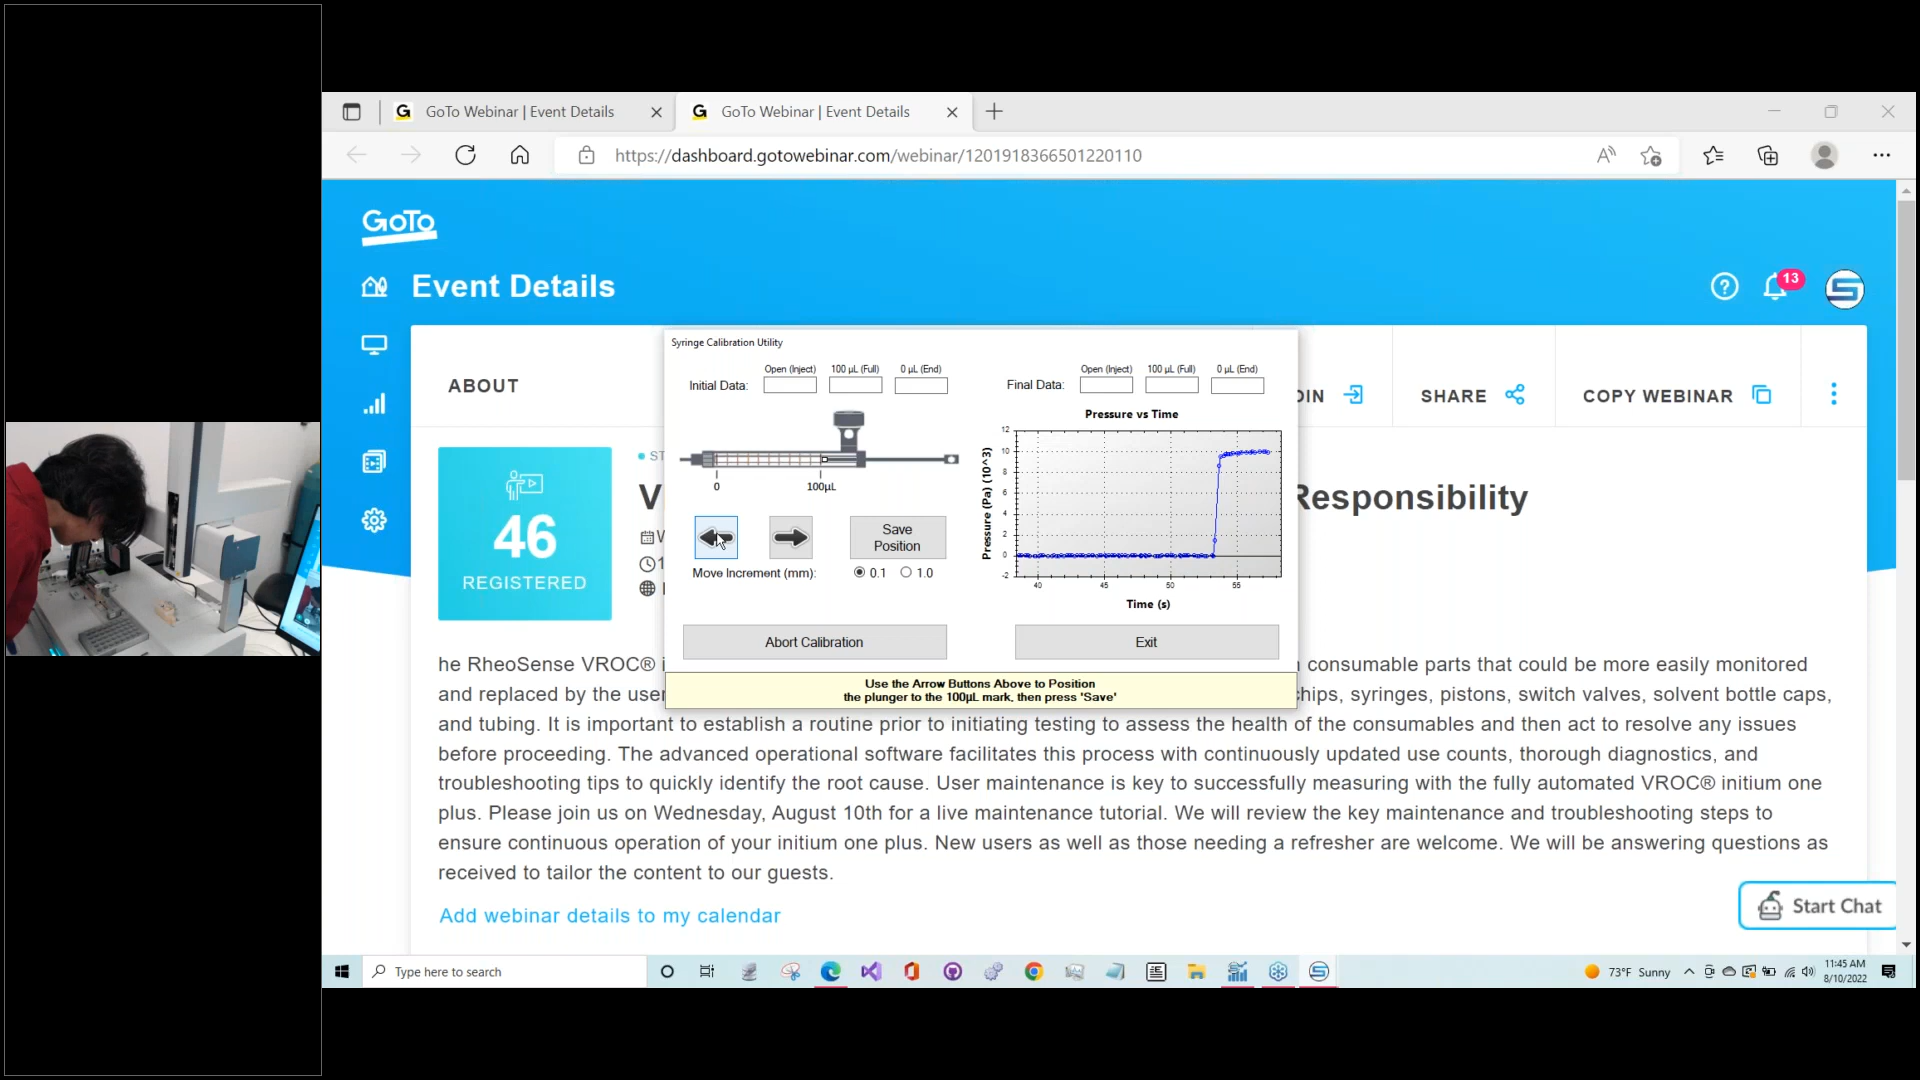 GoTo Webinar | Event Details
GoTo Webinar | Event Details
https://dashboard.gotowebinar.com/webinar/1201918366501220110
GoTo
Event Details
13
ABOUT
SHARE
COPY WEBINAR
46
REGISTERED
ST
Responsibility
Syringe Calibration Utility
Initial Data:
Open (Inject)
100 µL (Full)
0 µL (End)
Final Data:
Open (Inject)
100 µL (Full)
0 µL (End)
0
100µL
Save
Position
Move Increment (mm):
0.1
1.0
Pressure vs Time
Pressure (Pa) (10^3)
12
10
8
6
4
2
0
-2
40
45
50
55
Time (s)
Abort Calibration
Exit
Use the Arrow Buttons Above to Position
the plunger to the 100µL mark, then press 'Save'
he RheoSense VROC® i consumable parts that could be more easily monitored
and replaced by the user hips, syringes, pistons, switch valves, solvent bottle caps,
and tubing. It is important to establish a routine prior to initiating testing to assess the health of the consumables and then act to resolve any issues
before proceeding. The advanced operational software facilitates this process with continuously updated use counts, thorough diagnostics, and
troubleshooting tips to quickly identify the root cause. User maintenance is key to successfully measuring with the fully automated VROC® initium one
plus. Please join us on Wednesday, August 10th for a live maintenance tutorial. We will review the key maintenance and troubleshooting steps to
ensure continuous operation of your initium one plus. New users as well as those needing a refresher are welcome. We will be answering questions as
received to tailor the content to our guests.
Add webinar details to my calendar
Start Chat
Type here to search
73°F Sunny
11:45 AM
8/10/2022